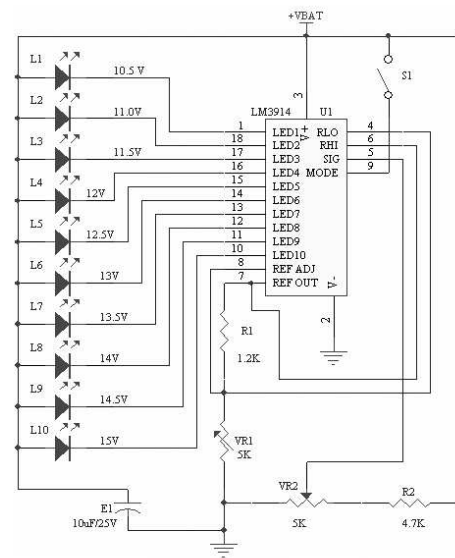 +VBAT
L1
10.5 V
S1
L2
11.0V
3
LM3914
U1
L3
11.5V
1
LED1
V+
RLO
4
18
LED2
RHI
6
17
LED3
SIG
5
L4
12V
16
LED4
MODE
9
15
LED5
14
LED6
L5
12.5V
13
LED7
12
LED8
11
LED9
10
LED10
L6
13V
8
REF ADJ
7
REF OUT
V-
2
L7
13.5V
R1
1.2K
L8
14V
L9
14.5V
L10
15V
VR1
5K
E1
10uF/25V
VR2
5K
R2
4.7K